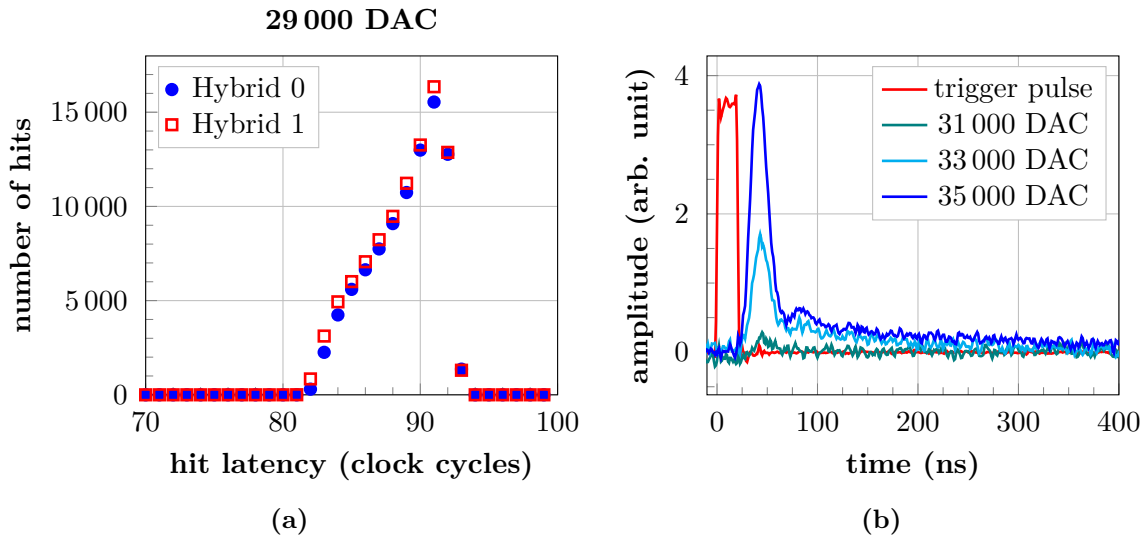 29 000 DAC
Hybrid 0
Hybrid 1
15 000
10 000
5 000
0
70
80
90
100
number of hits
hit latency (clock cycles)
(a)
trigger pulse
31 000 DAC
33 000 DAC
35 000 DAC
4
2
0
0
100
200
300
400
amplitude (arb. unit)
time (ns)
(b)